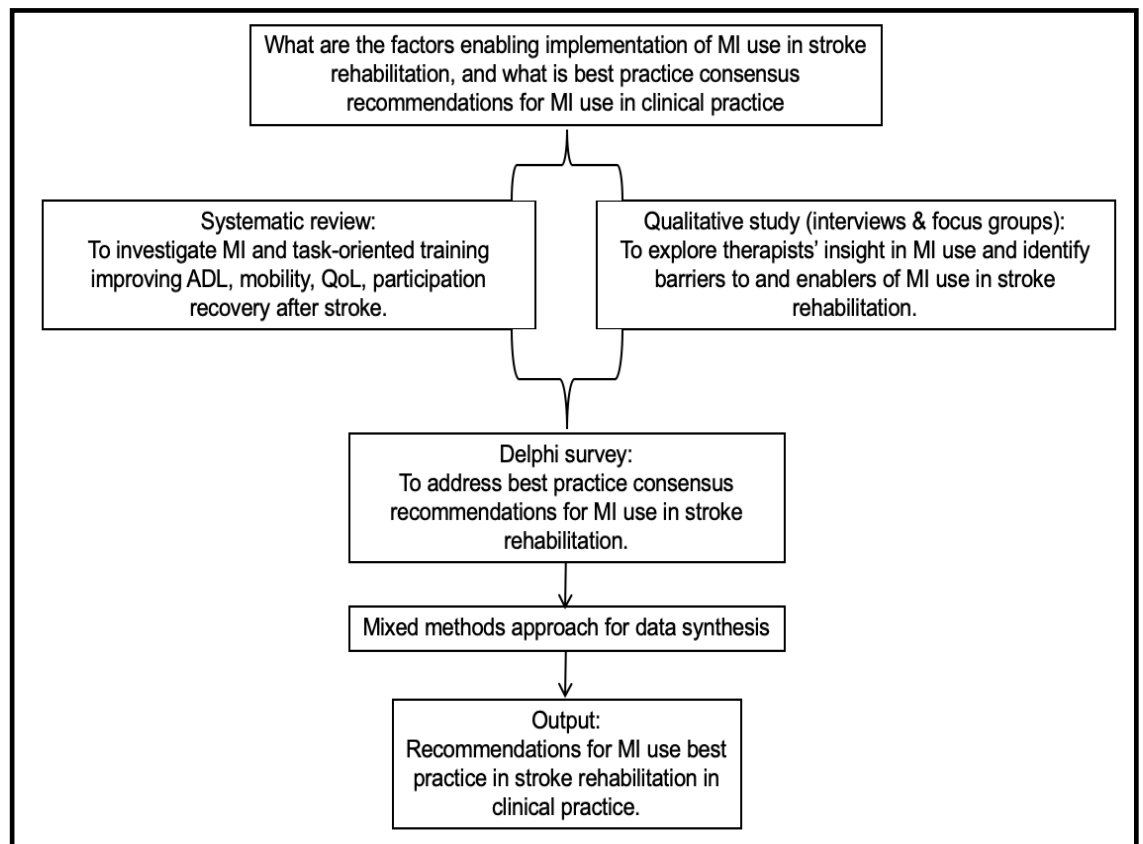 What are the factors enabling implementation of MI use in stroke
rehabilitation, and what is best practice consensus
recommendations for MI use in clinical practice
Systematic review:
To investigate MI and task-oriented training
improving ADL, mobility, QoL, participation
recovery after stroke.
Qualitative study (interviews & focus groups):
To explore therapists' insight in MI use and identify
barriers to and enablers of MI use in stroke
rehabilitation.
Delphi survey:
To address best practice consensus
recommendations for MI use in stroke
rehabilitation.
Mixed methods approach for data synthesis
Output:
Recommendations for MI use best
practice in stroke rehabilitation in
clinical practice.